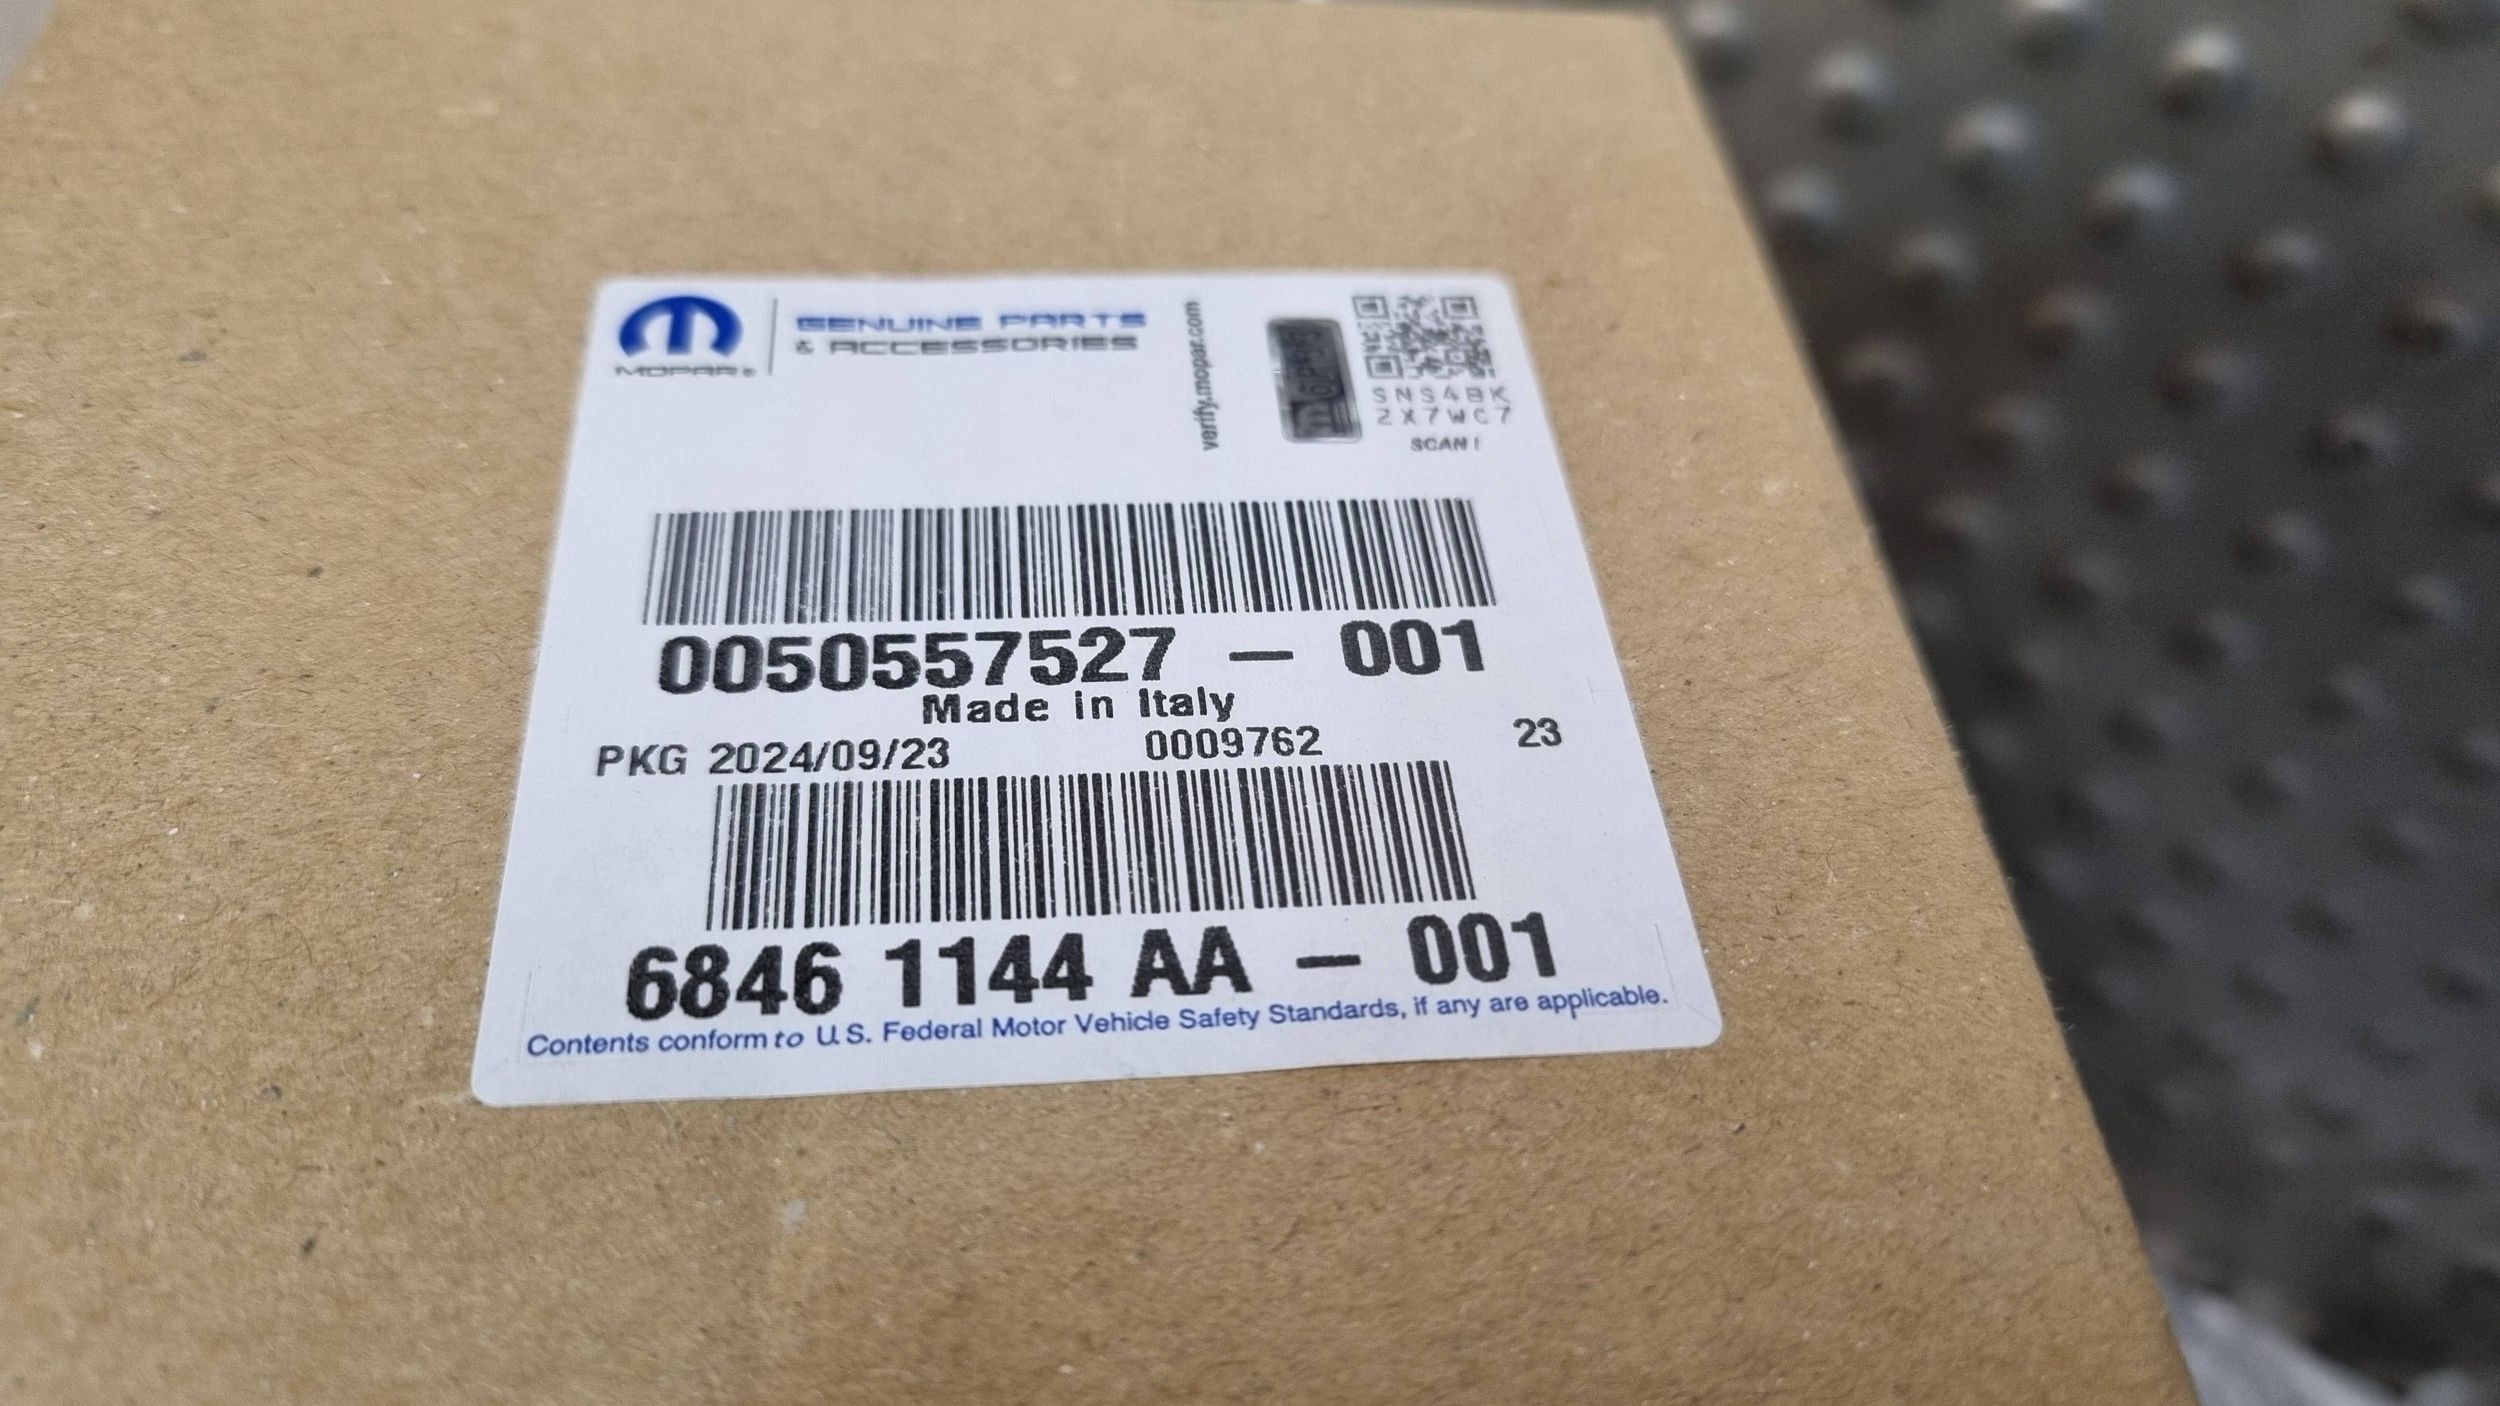 MOPAR®
GENUINE PARTS
& ACCESSORIES
verify.mopar.com
SNS4BK
2X7WC7
SCAN!
0050557527 – 001
Made in Italy
PKG 2024/09/23 0009762 23
6846 1144 AA – 001
Contents conform to U.S. Federal Motor Vehicle Safety Standards, if any are applicable.